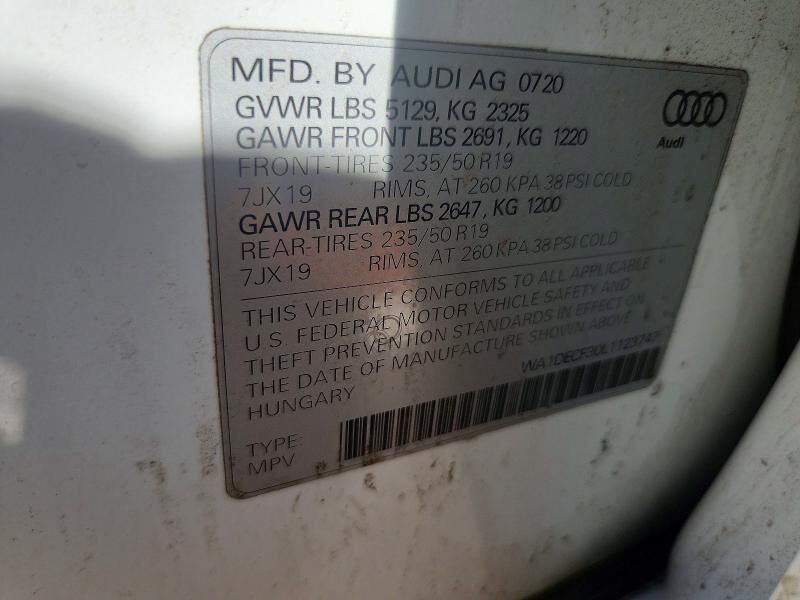 MFD. BY AUDI AG 0720
GVWR LBS 5129, KG 2325
GAWR FRONT LBS 2691, KG 1220
FRONT-TIRES 235/50 R19
7JX19 RIMS, AT 260 KPA 38 PSI COLD
GAWR REAR LBS 2647, KG 1200
REAR-TIRES 235/50 R19
7JX19 RIMS, AT 260 KPA 38 PSI COLD
THIS VEHICLE CONFORMS TO ALL APPLICABLE
U.S. FEDERAL MOTOR VEHICLE SAFETY AND
THEFT PREVENTION STANDARDS IN EFFECT ON
THE DATE OF MANUFACTURE SHOWN ABOVE.
HUNGARY
WA1DECF30L1123747
TYPE:
MPV
Audi